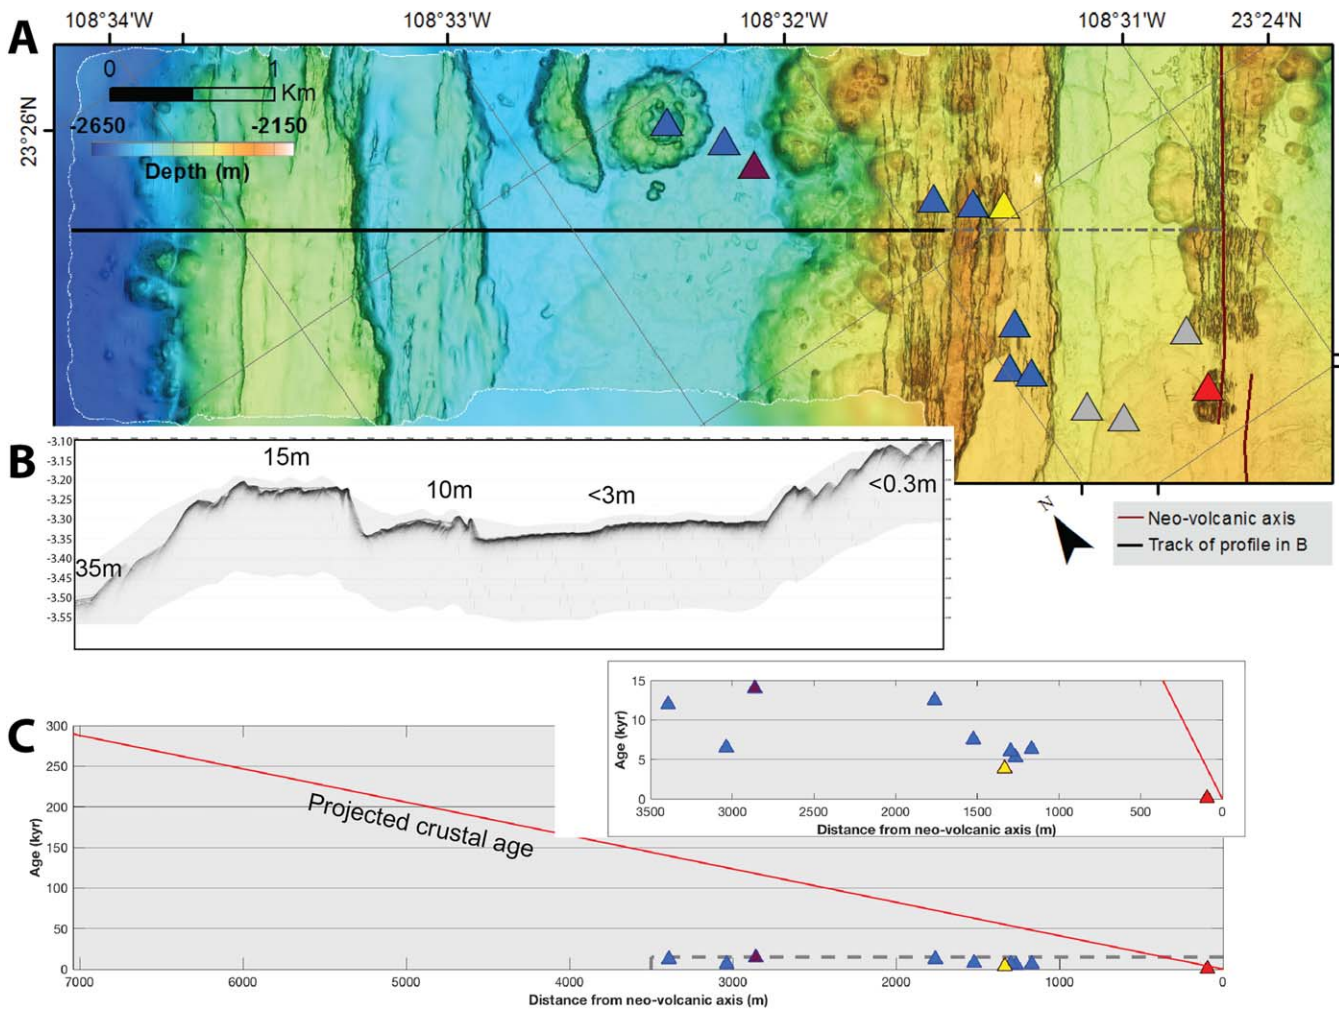 108°34'W 108°33'W 108°32'W 108°31'W 23°24'N
A
0 1
Km
-2650 -2150
Depth (m)
23°26'N
B
-3.10
-3.15
-3.20
-3.25
-3.30
-3.35
-3.40
-3.45
-3.50
-3.55
15m
10m
<3m
<0.3m
35m
N
Neo-volcanic axis
Track of profile in B
C
Age (kyr)
300
250
200
150
100
50
0
Projected crustal age
7000 6000 5000 4000 3000 2000 1000 0
Distance from neo-volcanic axis (m)
Age (kyr)
15
10
5
0
3500 3000 2500 2000 1500 1000 500 0
Distance from neo-volcanic axis (m)